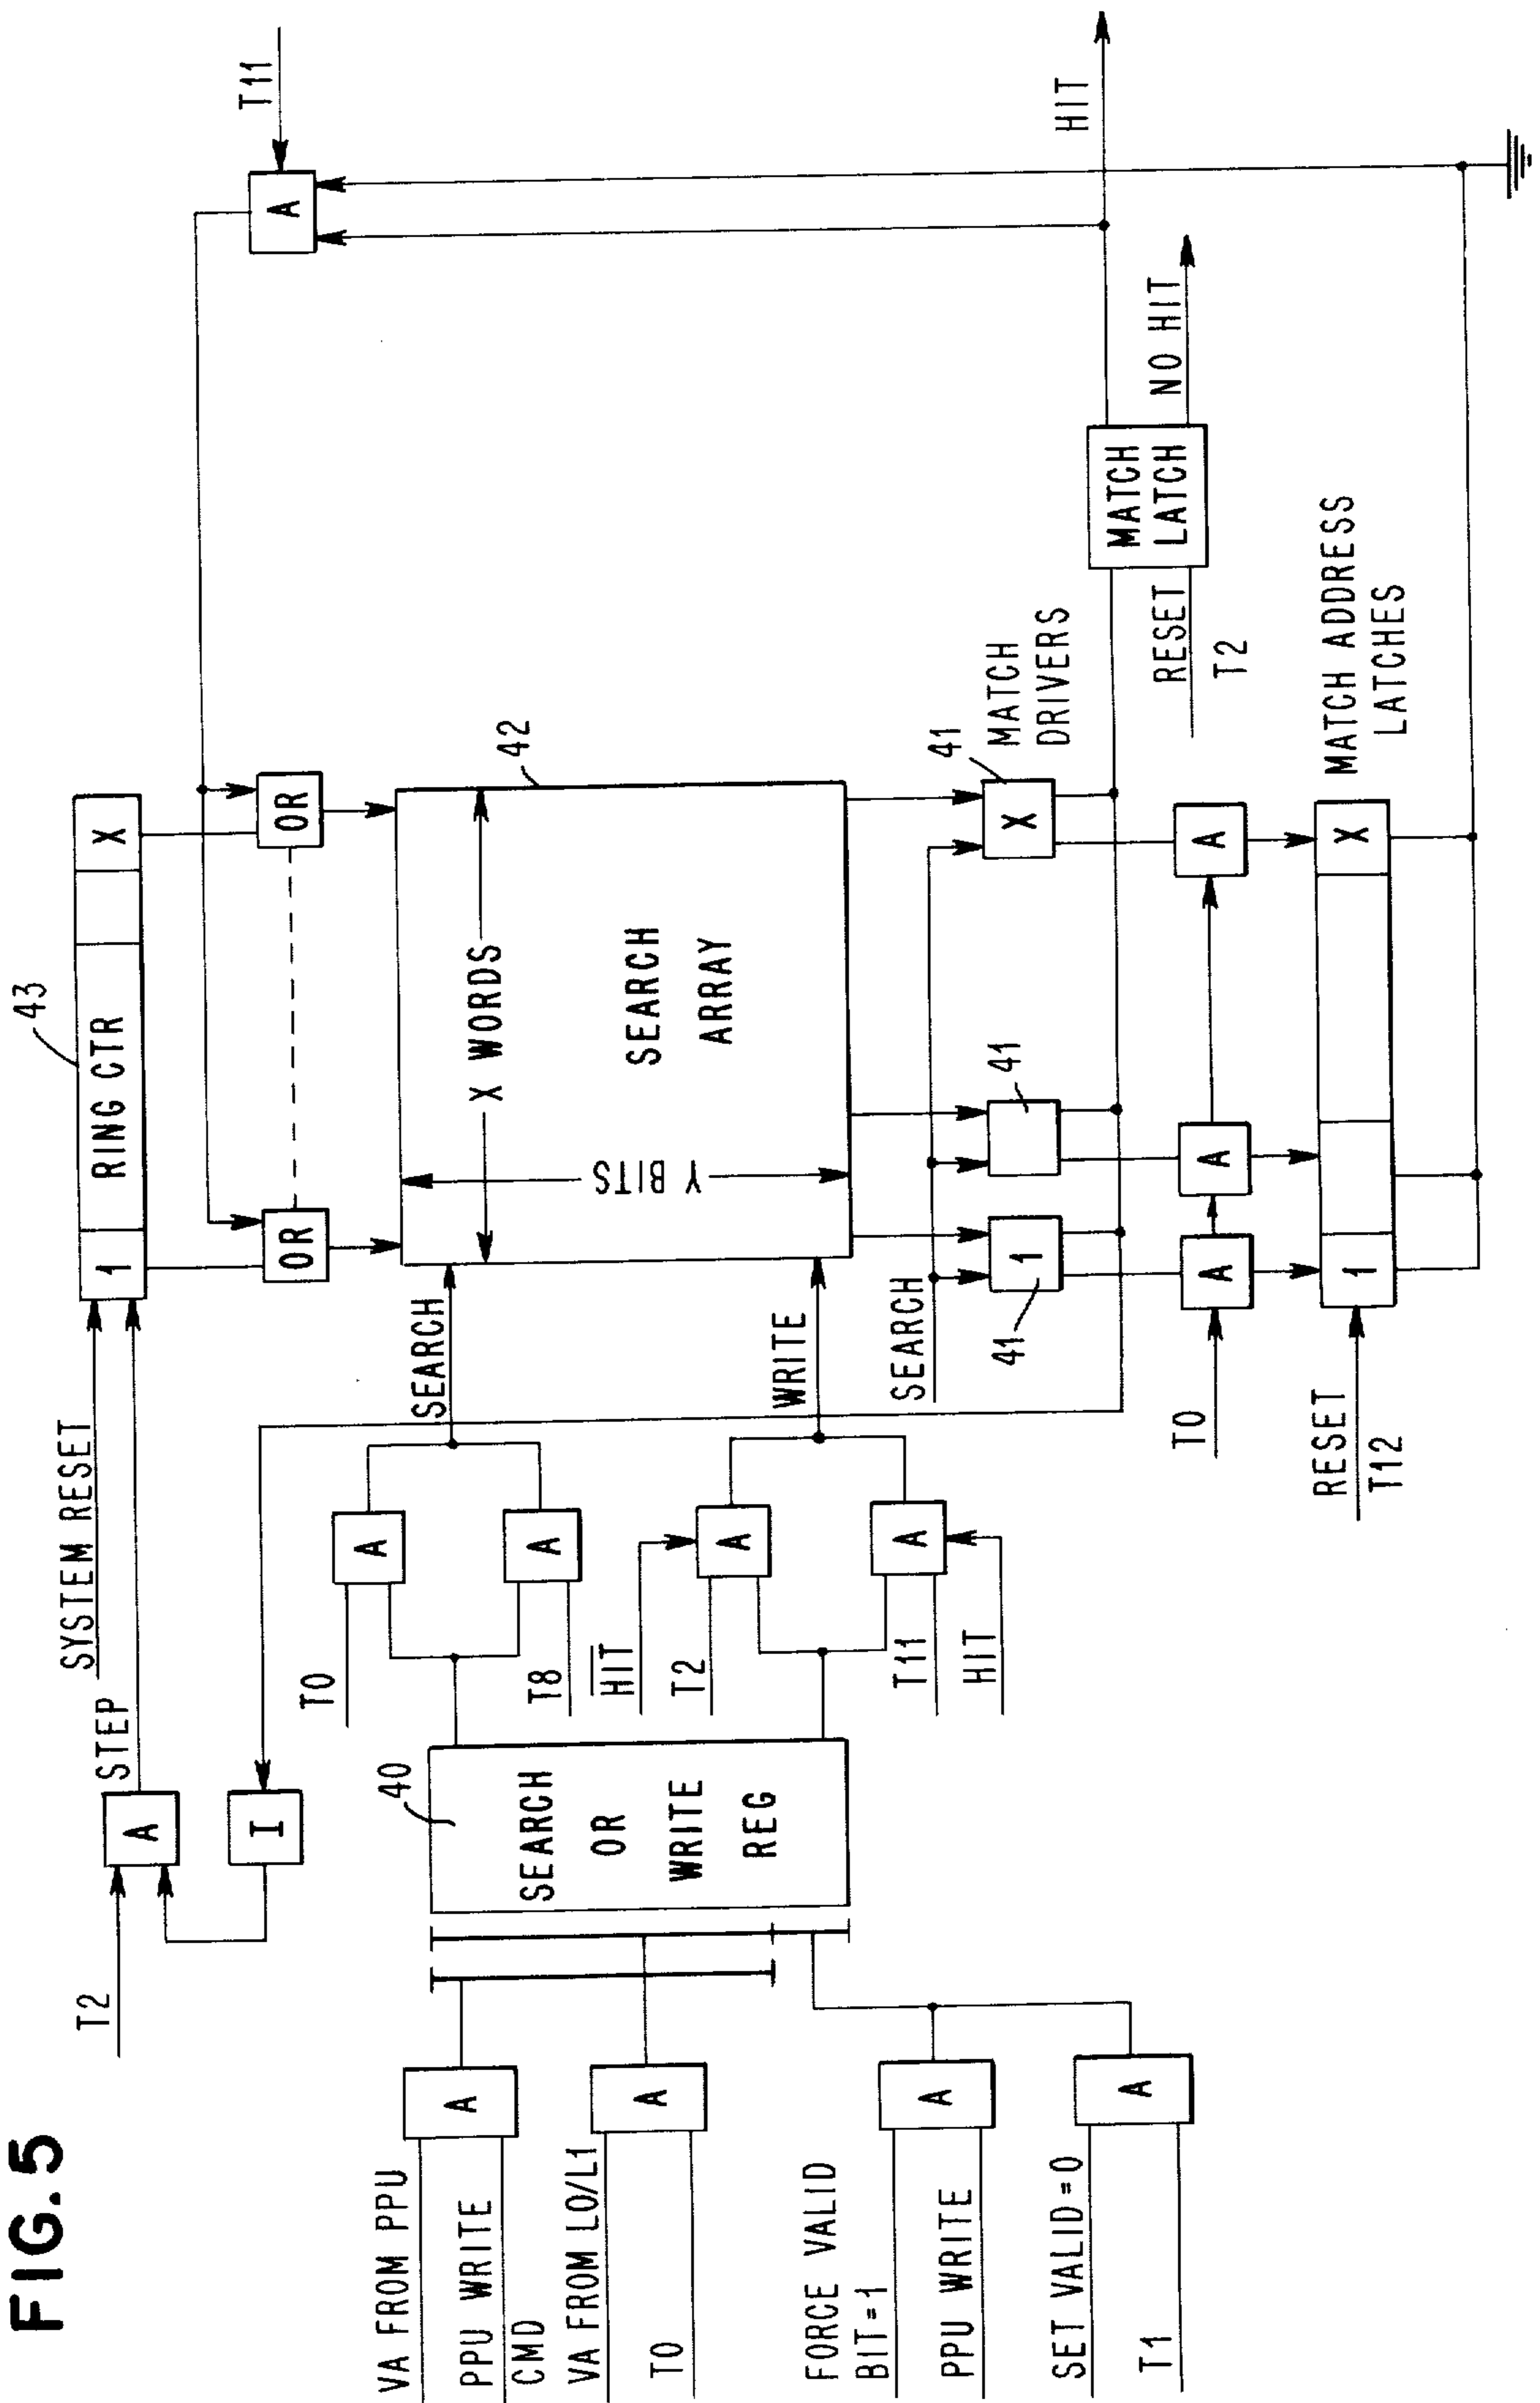 FIG. 5
T2
A
STEP
SYSTEM RESET
I
43
1
RING CTR
X
OR
OR
A
T11
VA FROM PPU
PPU WRITE
CMD
A
VA FROM L0/L1
T0
A
FORCE VALID
BIT=1
PPU WRITE
A
SET VALID=0
T1
A
40
SEARCH
OR
WRITE
REG
T0
A
T8
A
SEARCH
HIT
T2
A
T11
HIT
A
WRITE
42
X WORDS
Y BITS
SEARCH
ARRAY
SEARCH
41
1
41
41
X
MATCH
DRIVERS
MATCH
LATCH
RESET
T2
HIT
NO HIT
T0
A
A
A
RESET
T12
1
X
MATCH ADDRESS
LATCHES